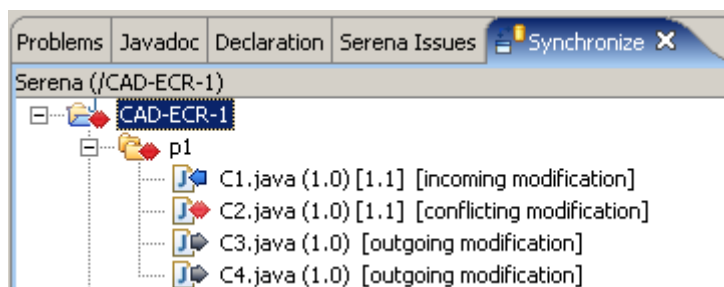 Problems Javadoc Declaration Serena Issues Synchronize
Serena (/CAD-ECR-1)
CAD-ECR-1
p1
C1.java (1.0) [1.1] [incoming modification]
C2.java (1.0) [1.1] [conflicting modification]
C3.java (1.0) [outgoing modification]
C4.java (1.0) [outgoing modification]